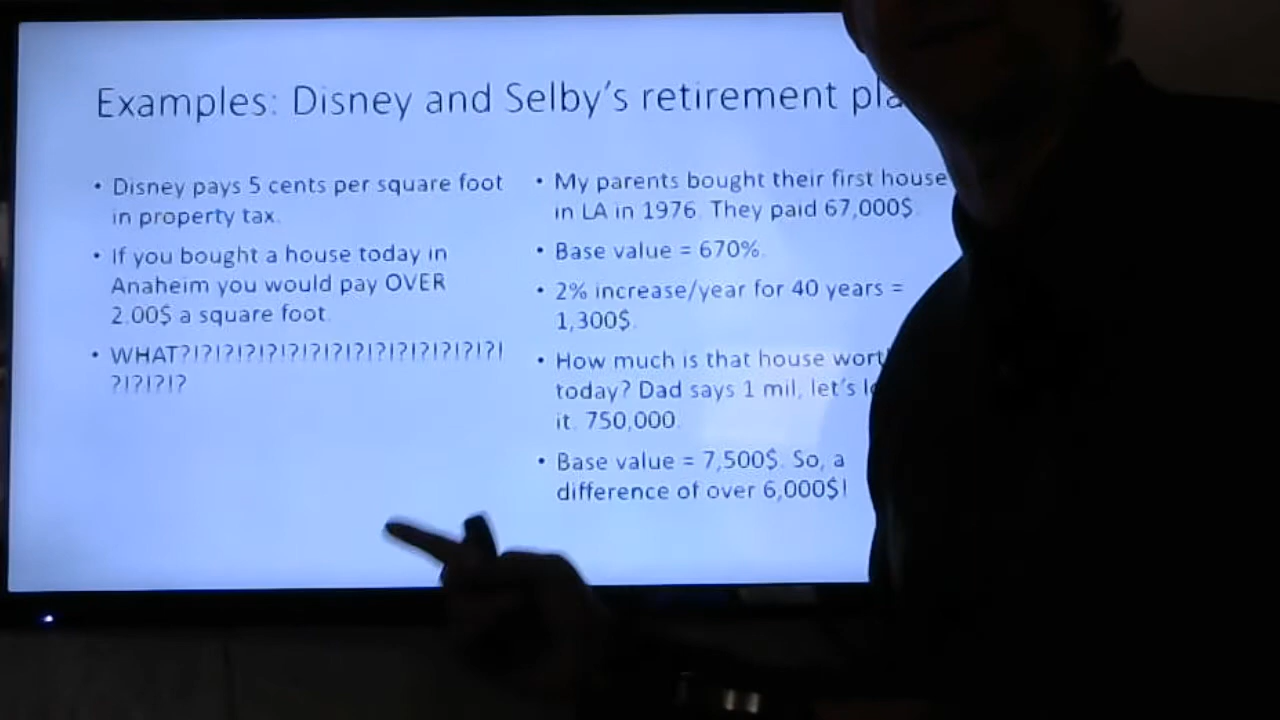 Examples: Disney and Selby's retirement
• Disney pays 5 cents per square foot
in property tax.
• If you bought a house today in
Anaheim you would pay OVER
2.00$ a square foot.
• WHAT?!?!?!?!?!?!?!?!?!?!?!?!?!?!?!
?!?!?!?
• My parents bought their first house
in LA in 1976. They paid 67,000$.
• Base value = 670%.
• 2% increase/year for 40 years =
1,300$.
• How much is that house
today? Dad says 1 mil, let's
it. 750,000.
• Base value = 7,500$. So, a
difference of over 6,000$!